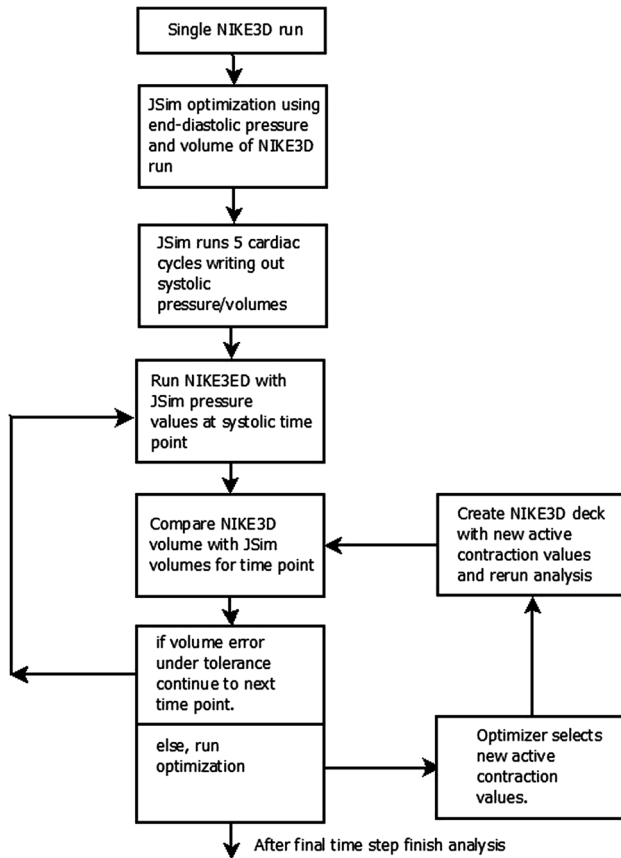 Single NIKE3D run
JSim optimization using
end-diastolic pressure
and volume of NIKE3D
run
JSim runs 5 cardiac
cycles writing out
systolic
pressure/volumes
Run NIKE3ED with
JSim pressure
values at systolic time
point
Compare NIKE3D
volume with JSim
volumes for time point
if volume error
under tolerance
continue to next
time point.
else, run
optimization
Optimizer selects
new active
contraction
values.
Create NIKE3D deck
with new active
contraction values
and rerun analysis
After final time step finish analysis